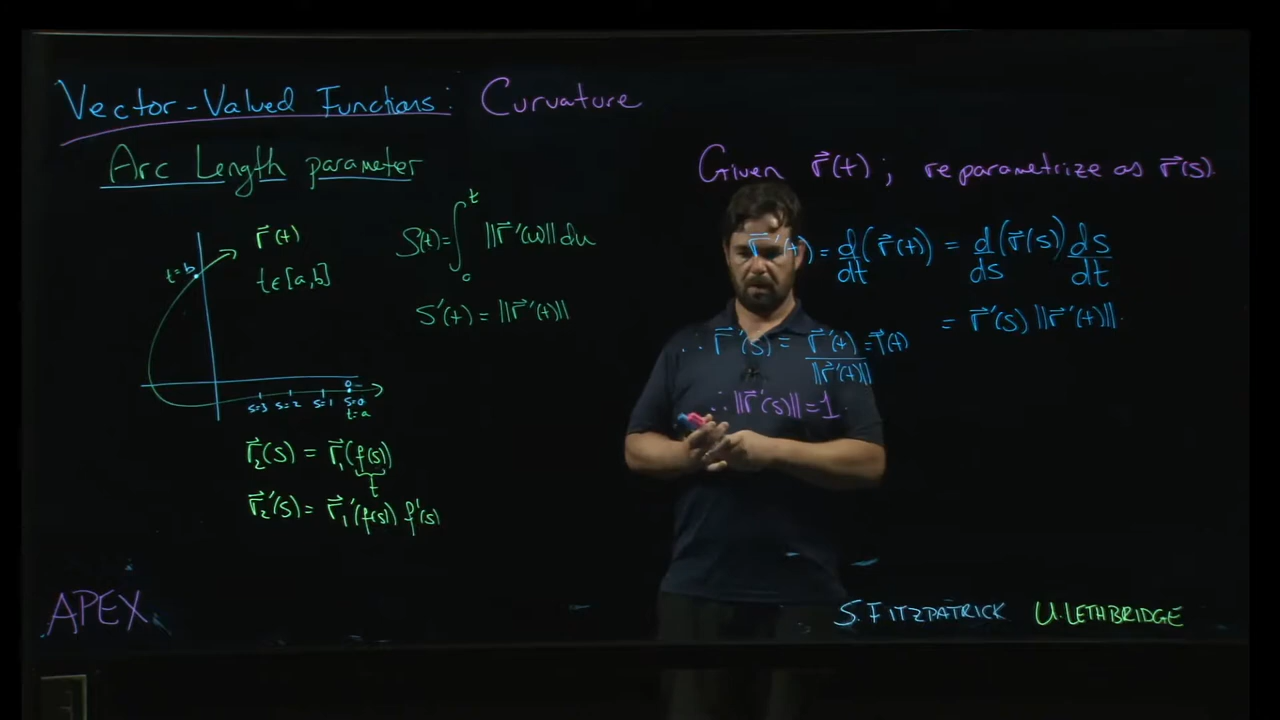 Vector-Valued Functions: Curvature
Arc Length parameter
r⃗(t)
t∈[a,b]
t=b
s=3 s=2 s=1 s=0
t=a
S(t)=∫ₐᵗ ||r⃗'(u)|| du
S'(t) = ||r⃗'(t)||
r⃗₂(s) = r⃗₁(f(s))
t
r⃗₂'(s) = r⃗₁'(f(s)) f'(s)
Given r⃗(t); reparametrize as r⃗(s).
r⃗'(t) = d/dt (r⃗(t)) = d/ds (r⃗(s)) ds/dt
= r⃗'(s) ||r⃗'(t)||.
∴ r⃗'(s) = r⃗'(t)/||r⃗'(t)|| = T⃗(t)
∴ ||r⃗'(s)|| = 1.
APEX
S. FITZPATRICK U. LETHBRIDGE